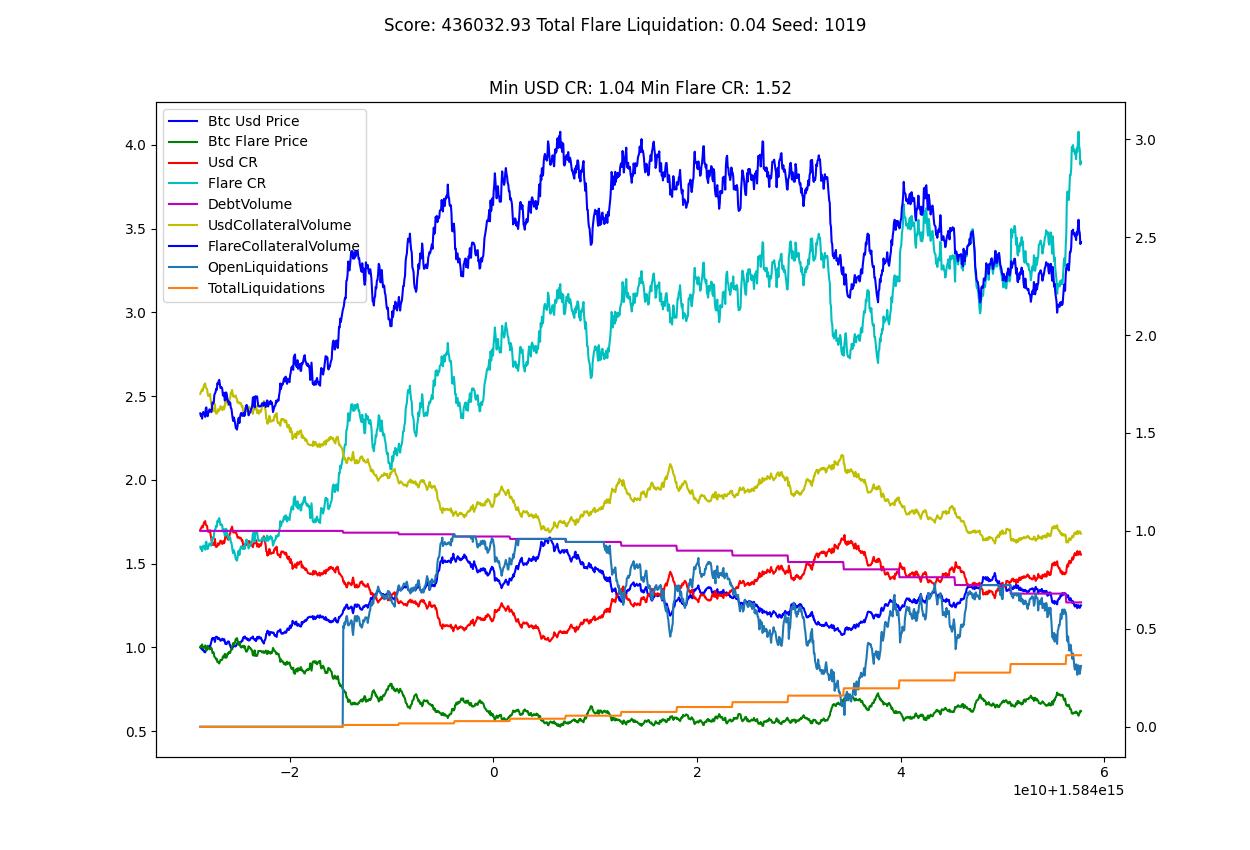 Score: 436032.93 Total Flare Liquidation: 0.04 Seed: 1019
Min USD CR: 1.04 Min Flare CR: 1.52
Btc Usd Price
Btc Flare Price
Usd CR
Flare CR
DebtVolume
UsdCollateralVolume
FlareCollateralVolume
OpenLiquidations
TotalLiquidations
4.0
3.5
3.0
2.5
2.0
1.5
1.0
0.5
3.0
2.5
2.0
1.5
1.0
0.5
0.0
−2
0
2
4
6
1e10+1.584e15